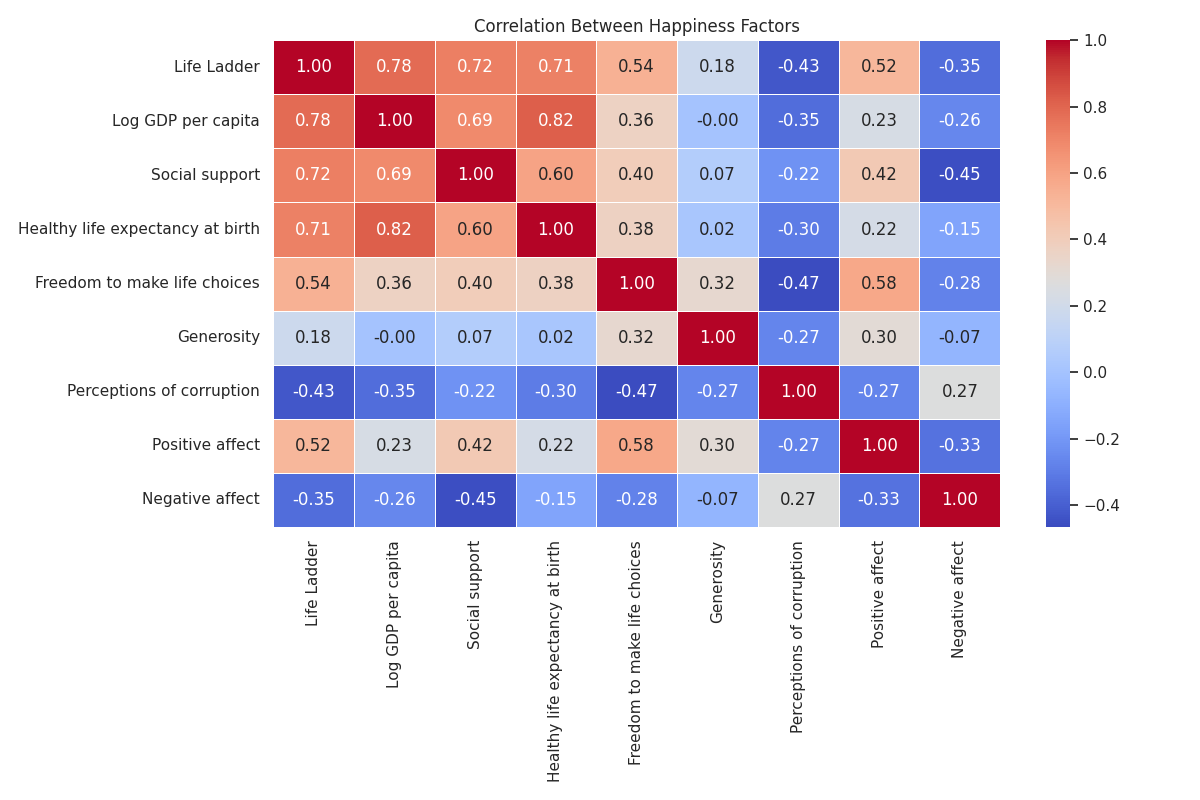 Correlation Between Happiness Factors
Life Ladder 1.00 0.78 0.72 0.71 0.54 0.18 -0.43 0.52 -0.35
Log GDP per capita 0.78 1.00 0.69 0.82 0.36 -0.00 -0.35 0.23 -0.26
Social support 0.72 0.69 1.00 0.60 0.40 0.07 -0.22 0.42 -0.45
Healthy life expectancy at birth 0.71 0.82 0.60 1.00 0.38 0.02 -0.30 0.22 -0.15
Freedom to make life choices 0.54 0.36 0.40 0.38 1.00 0.32 -0.47 0.58 -0.28
Generosity 0.18 -0.00 0.07 0.02 0.32 1.00 -0.27 0.30 -0.07
Perceptions of corruption -0.43 -0.35 -0.22 -0.30 -0.47 -0.27 1.00 -0.27 0.27
Positive affect 0.52 0.23 0.42 0.22 0.58 0.30 -0.27 1.00 -0.33
Negative affect -0.35 -0.26 -0.45 -0.15 -0.28 -0.07 0.27 -0.33 1.00
Life Ladder
Log GDP per capita
Social support
Healthy life expectancy at birth
Freedom to make life choices
Generosity
Perceptions of corruption
Positive affect
Negative affect
1.0
0.8
0.6
0.4
0.2
0.0
−0.2
−0.4